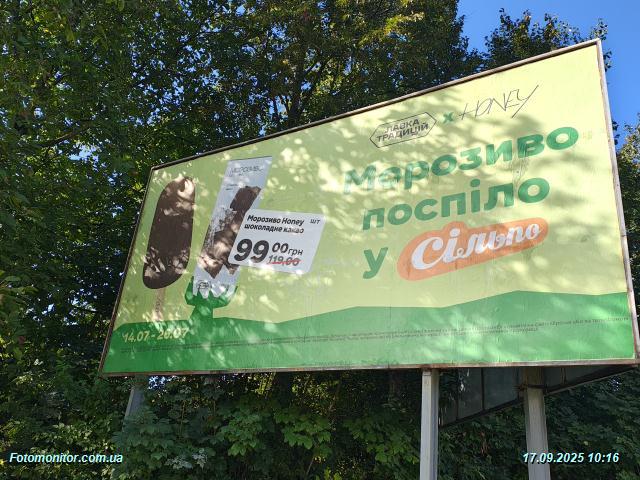 ЛАВКА
ТРАДИЦІЙ
x HONEY
Морозиво
поспіло
у Сільпо
МОРОЗИВО
Морозиво Honey шт
шоколадне какао
99 00 грн
119,00
14.07 - 20.07
Fotomonitor.com.ua
17.09.2025 10:16